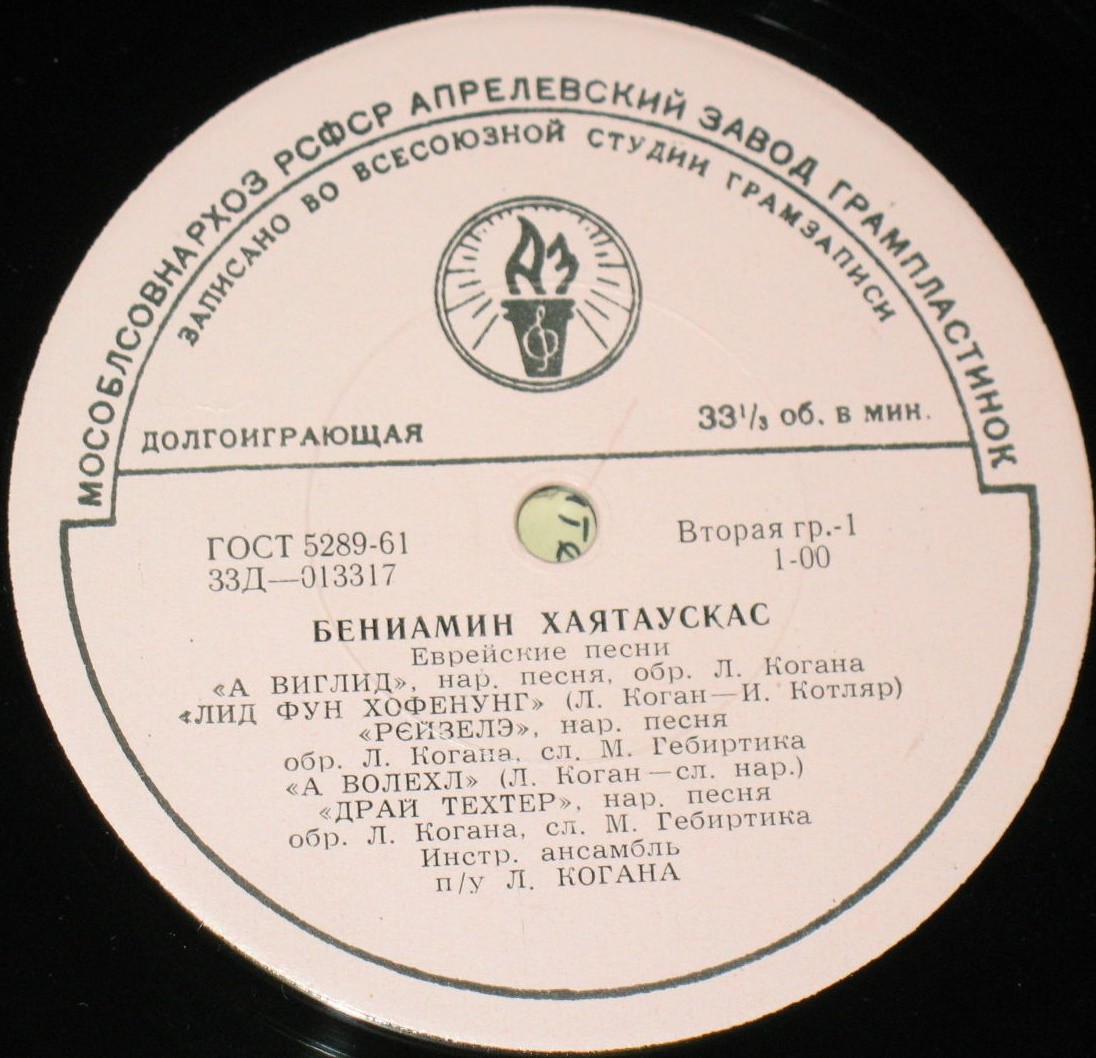 МОСОБЛСОВНАРХОЗ РСФСР АПРЕЛЕВСКИЙ ЗАВОД ГРАМПЛАСТИНОК
ЗАПИСАНО ВО ВСЕСОЮЗНОЙ СТУДИИ ГРАМЗАПИСИ
АЗ
ДОЛГОИГРАЮЩАЯ
33⅓ об. в мин.
ГОСТ 5289-61
33Д—013317
Вторая гр.-1
1-00
БЕНИАМИН ХАЯТАУСКАС
Еврейские песни
«А ВИГЛИД», нар. песня, обр. Л. Когана
«ЛИД ФУН ХОФЕНУНГ» (Л. Коган—И. Котляр)
«РЕЙЗЕЛЭ», нар. песня
обр. Л. Когана, сл. М. Гебиртика
«А ВОЛЕХЛ» (Л. Коган—сл. нар.)
«ДРАЙ ТЕХТЕР», нар. песня
обр. Л. Когана, сл. М. Гебиртика
Инстр. ансамбль
п/у Л. КОГАНА